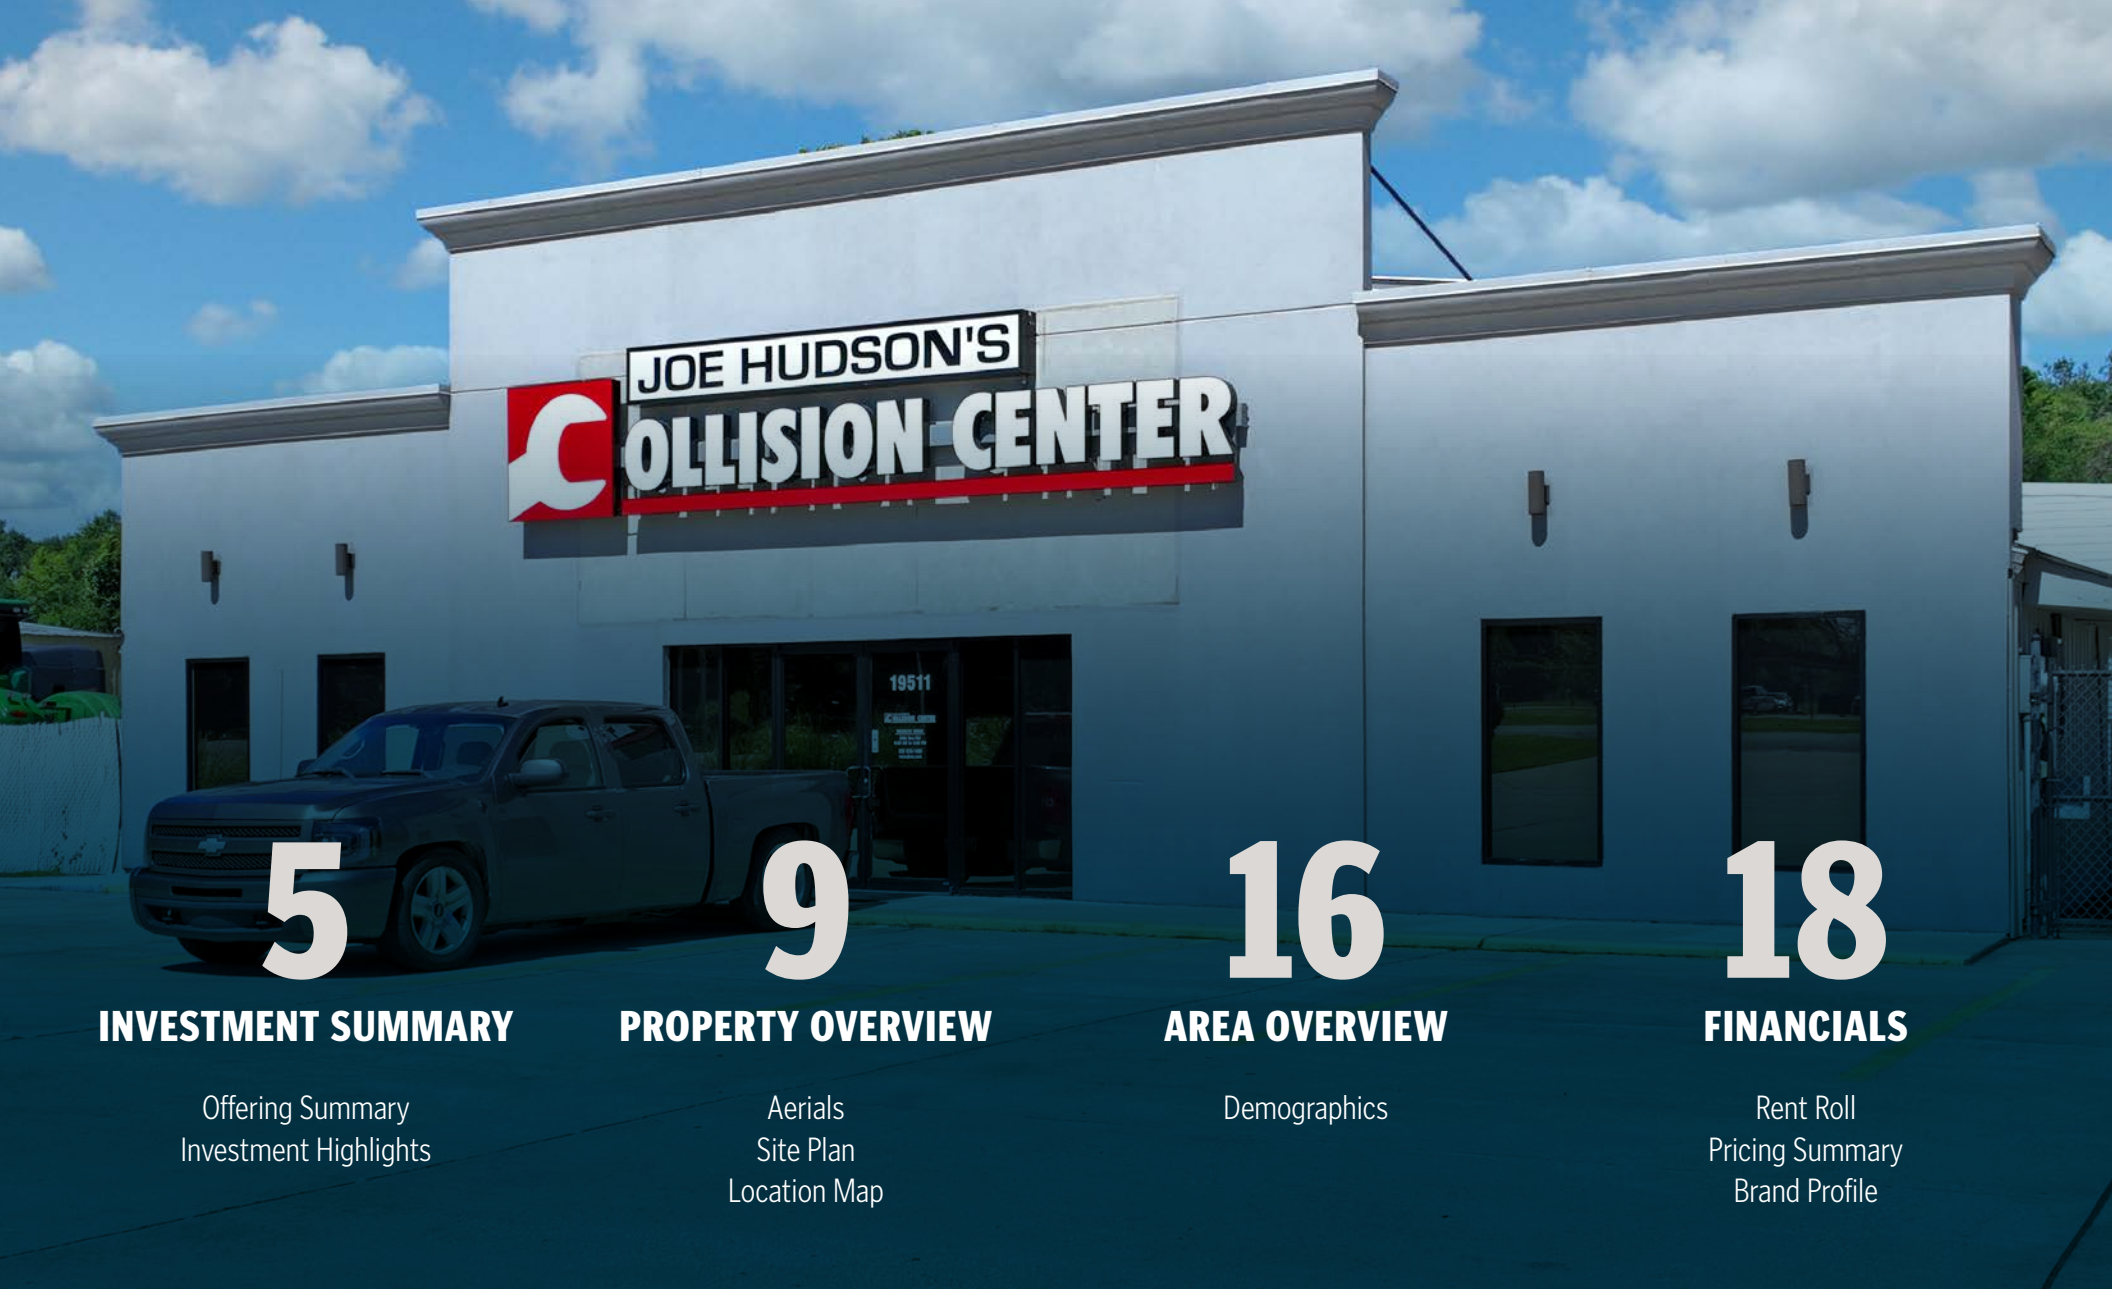 JOE HUDSON'S
COLLISION CENTER
19511
5
INVESTMENT SUMMARY
Offering Summary
Investment Highlights
9
PROPERTY OVERVIEW
Aerials
Site Plan
Location Map
16
AREA OVERVIEW
Demographics
18
FINANCIALS
Rent Roll
Pricing Summary
Brand Profile